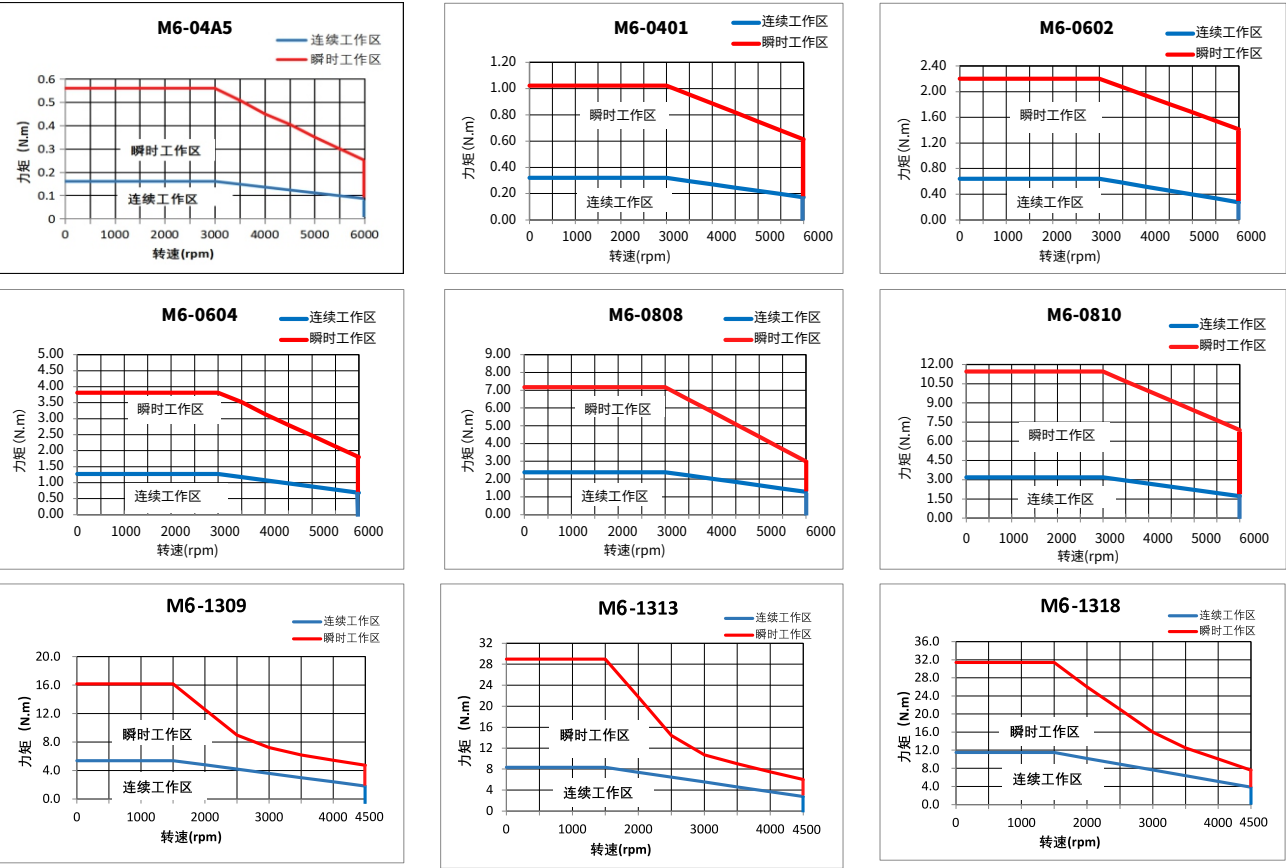 M6-04A5
连续工作区
瞬时工作区
0.6
0.5
0.4
0.3
0.2
0.1
0
力矩 (N.m)
瞬时工作区
连续工作区
0 1000 2000 3000 4000 5000 6000
转速(rpm)
M6-0401
连续工作区
瞬时工作区
1.20
1.00
0.80
0.60
0.40
0.20
0.00
力矩(N.m)
瞬时工作区
连续工作区
0 1000 2000 3000 4000 5000 6000
转速(rpm)
M6-0602
连续工作区
瞬时工作区
2.40
2.00
1.60
1.20
0.80
0.40
0.00
力矩(N.m)
瞬时工作区
连续工作区
0 1000 2000 3000 4000 5000 6000
转速(rpm)
M6-0604
连续工作区
瞬时工作区
5.00
4.50
4.00
3.50
3.00
2.50
2.00
1.50
1.00
0.50
0.00
力矩(N.m)
瞬时工作区
连续工作区
0 1000 2000 3000 4000 5000 6000
转速(rpm)
M6-0808
连续工作区
瞬时工作区
9.00
8.00
7.00
6.00
5.00
4.00
3.00
2.00
1.00
0.00
力矩(N.m)
瞬时工作区
连续工作区
0 1000 2000 3000 4000 5000 6000
转速(rpm)
M6-0810
连续工作区
瞬时工作区
12.00
10.50
9.00
7.50
6.00
4.50
3.00
1.50
0.00
力矩(N.m)
瞬时工作区
连续工作区
0 1000 2000 3000 4000 5000 6000
转速(rpm)
M6-1309
连续工作区
瞬时工作区
20.0
16.0
12.0
8.0
4.0
0.0
力矩 (N.m)
瞬时工作区
连续工作区
0 1000 2000 3000 4500
转速(rpm)
M6-1313
连续工作区
瞬时工作区
32
28
24
20
16
12
8
4
0
力矩 (N.m)
瞬时工作区
连续工作区
0 1000 2000 3000 4000 4500
转速(rpm)
M6-1318
连续工作区
瞬时工作区
36.0
32.0
28.0
24.0
20.0
16.0
12.0
8.0
4.0
0.0
力矩 (N.m)
瞬时工作区
连续工作区
0 1000 2000 3000 4000 4500
转速(rpm)